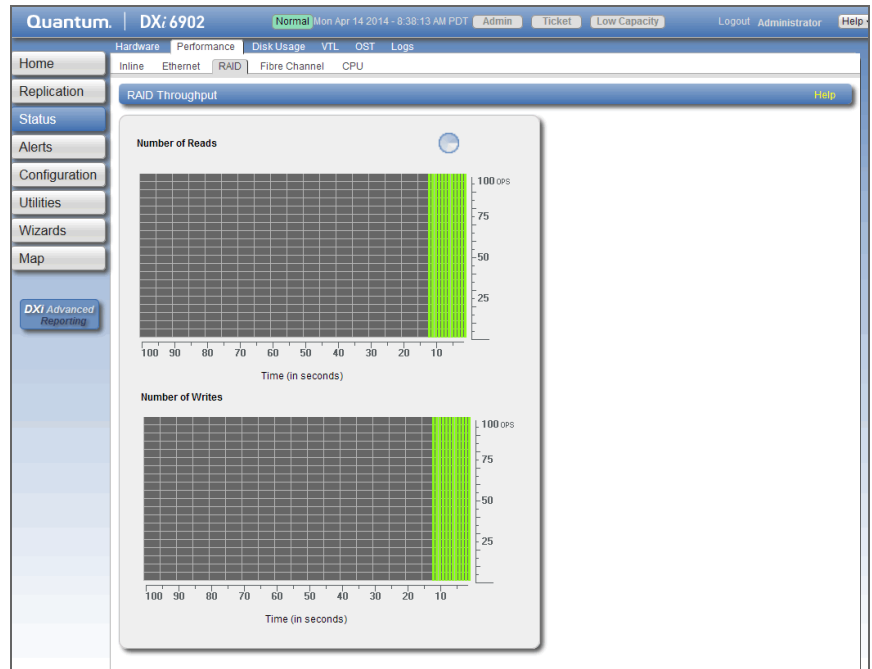 Quantum. DXi 6902 Normal Mon Apr 14 2014 - 8:38:13 AM PDT Admin Ticket Low Capacity Logout Administrator Help
Hardware Performance Disk Usage VTL OST Logs
Home
Inline Ethernet RAID Fibre Channel CPU
Replication
RAID Throughput Help
Status
Alerts
Configuration
Utilities
Wizards
Map
DXi Advanced
Reporting
Number of Reads
100 OPS
75
50
25
100 90 80 70 60 50 40 30 20 10
Time (in seconds)
Number of Writes
100 OPS
75
50
25
100 90 80 70 60 50 40 30 20 10
Time (in seconds)